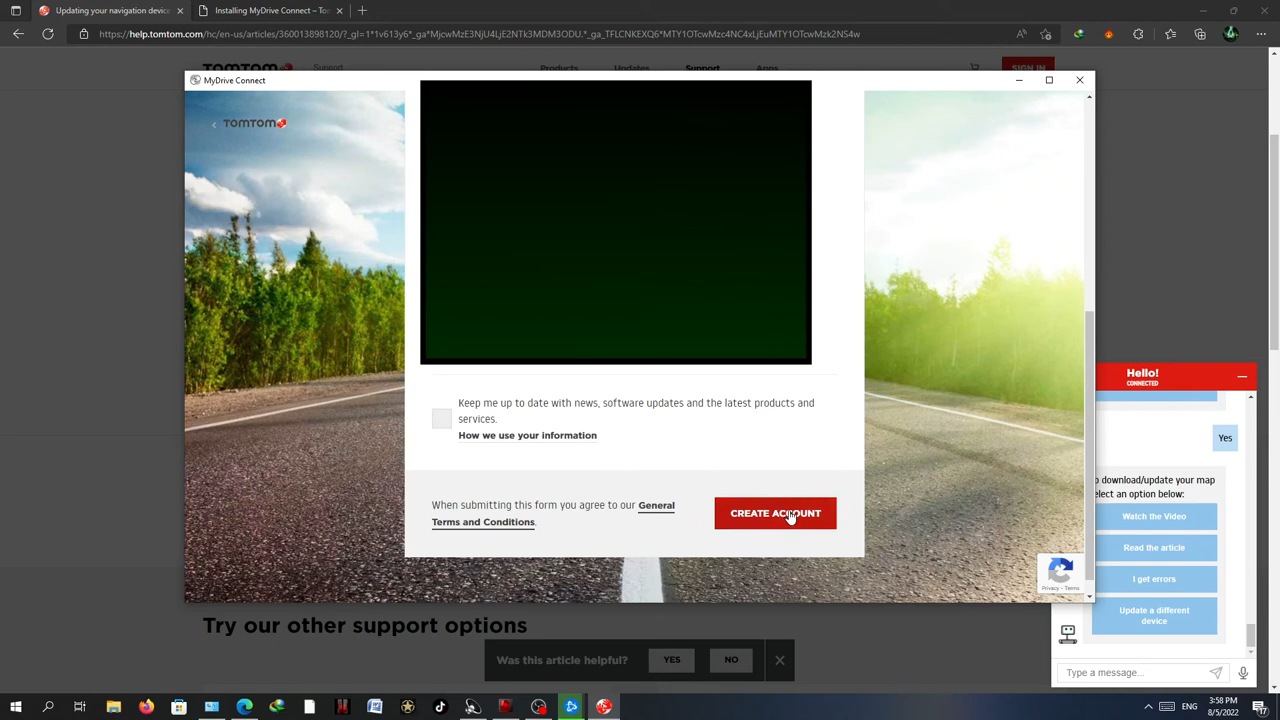 Updating your navigation device
Installing MyDrive Connect –
https://help.tomtom.com/hc/en-us/articles/360013898120/?_gl=1*1v613y6*_ga*MjcwMzE3NjU4LjE2NTk3MDM3ODU.*_ga_TFLCNKEXQ6*MTY1OTcwMzc4NC4xLjEuMTY1OTcwMzk2NS4w
TOMTOM Support Products Updates Support Apps SIGN IN
MyDrive Connect
TOMTOM
Keep me up to date with news, software updates and the latest products and
services.
How we use your information
When submitting this form you agree to our General
Terms and Conditions.
CREATE ACCOUNT
Privacy - Terms
Hello!
CONNECTED
Yes
o download/update your map
elect an option below:
Watch the Video
Read the article
I get errors
Update a different
device
Type a message...
Try our other support options
Was this article helpful? YES NO
ENG
3:58 PM
8/5/2022